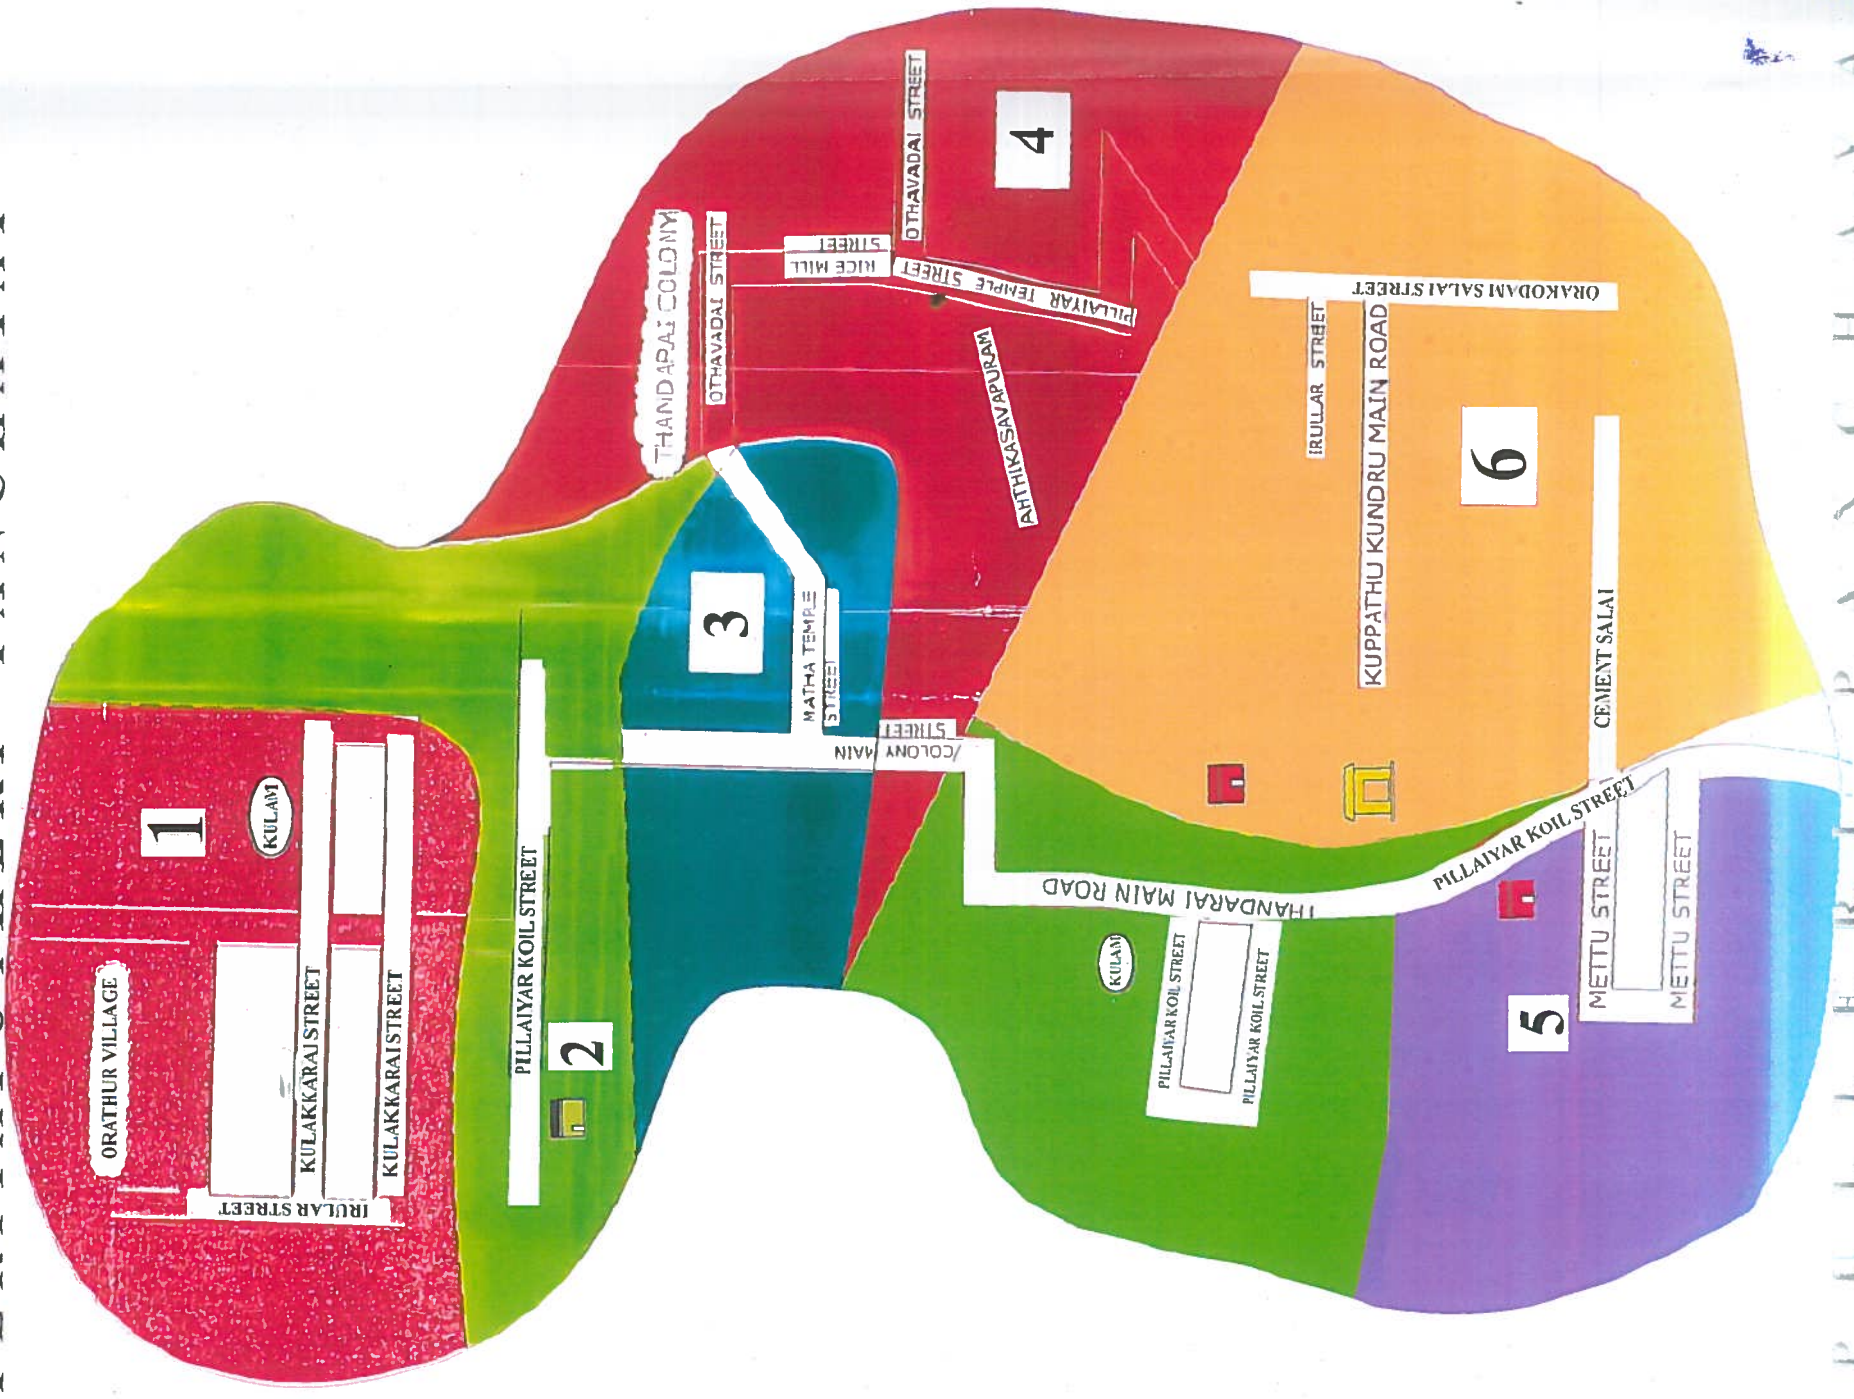 ORATHUR VILLAGE
1
KULAM
KULAKKARAI STREET
KULAKKARAI STREET
IRULAR STREET
PILLAIYAR KOIL STREET
2
3
MATHA TEMPLE
STREET
COLONY MAIN
STREET
THANDARAI COLONY
OTHAVADAI STREET
RICE MILL
STREET
OTHAVADAI STREET
PILLAIYAR TEMPLE STREET
4
AHTHIKASAVAPURAM
THANDARAI MAIN ROAD
KULAM
PILLAIYAR KOIL STREET
PILLAIYAR KOIL STREET
ORAKODAM SALAI STREET
IRULLAR STREET
KUPPATHU KUNDRU MAIN ROAD
6
CEMENT SALAI
PILLAIYAR KOIL STREET
5
METTU STREET
METTU STREET